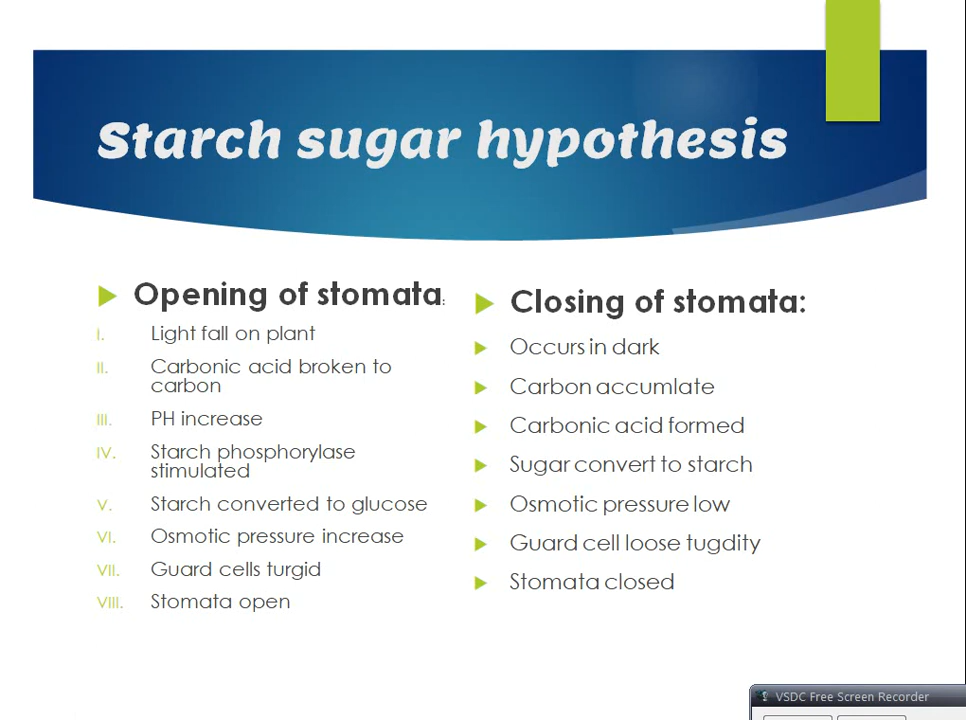 Starch sugar hypothesis
Opening of stomata:
I. Light fall on plant
II. Carbonic acid broken to
carbon
III. PH increase
IV. Starch phosphorylase
stimulated
V. Starch converted to glucose
VI. Osmotic pressure increase
VII. Guard cells turgid
VIII. Stomata open
Closing of stomata:
Occurs in dark
Carbon accumlate
Carbonic acid formed
Sugar convert to starch
Osmotic pressure low
Guard cell loose tugdity
Stomata closed
VSDC Free Screen Recorder